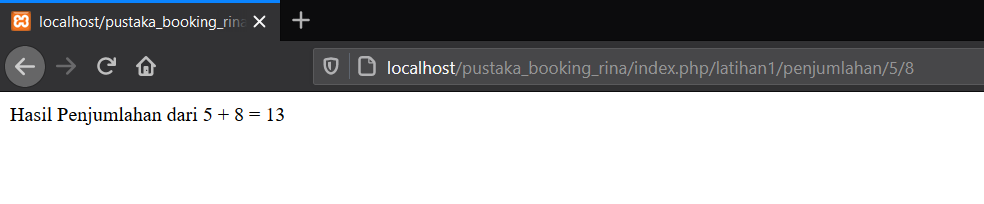 localhost/pustaka_booking_rina
localhost/pustaka_booking_rina/index.php/latihan1/penjumlahan/5/8
Hasil Penjumlahan dari 5 + 8 = 13